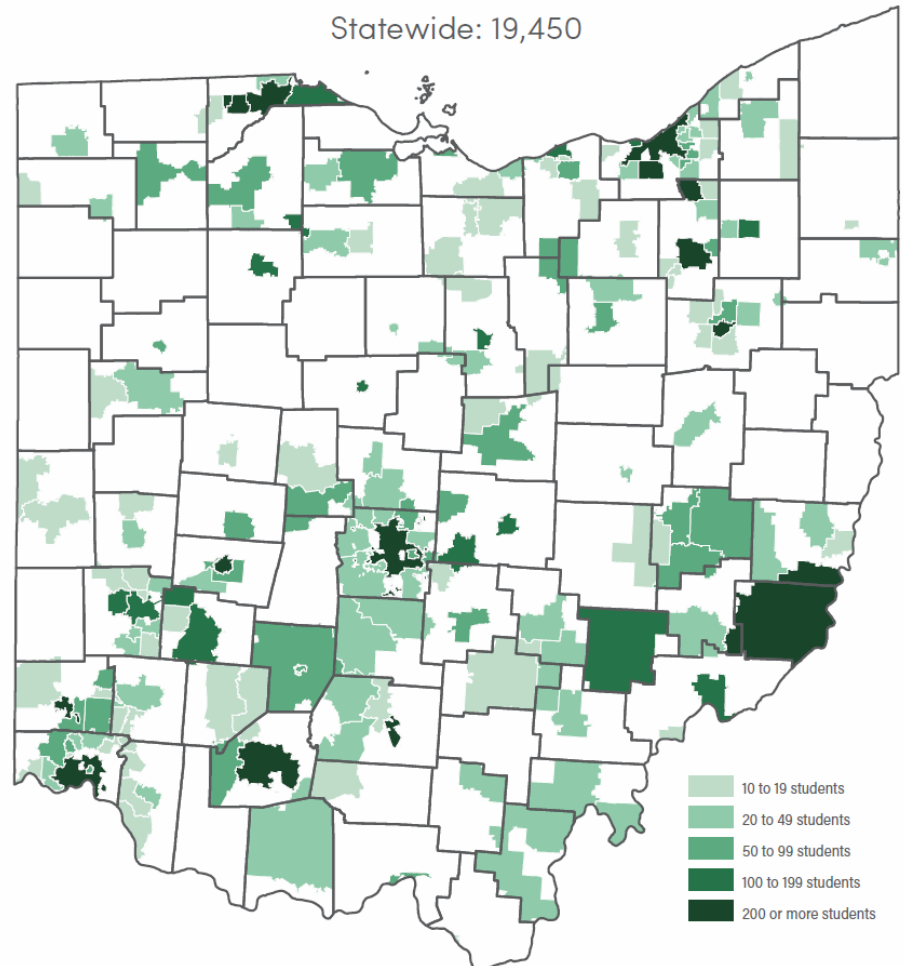 Statewide: 19,450
10 to 19 students
20 to 49 students
50 to 99 students
100 to 199 students
200 or more students